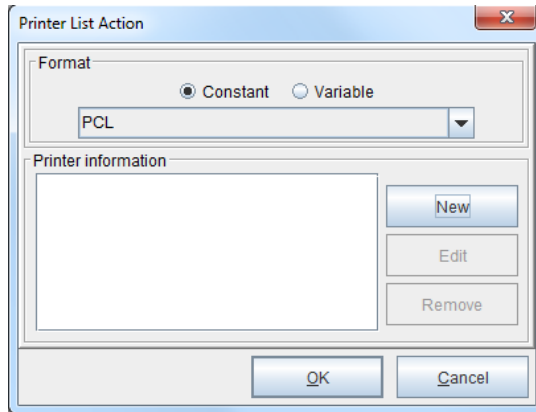 Printer List Action
Format
Constant Variable
PCL
Printer information
New
Edit
Remove
OK Cancel